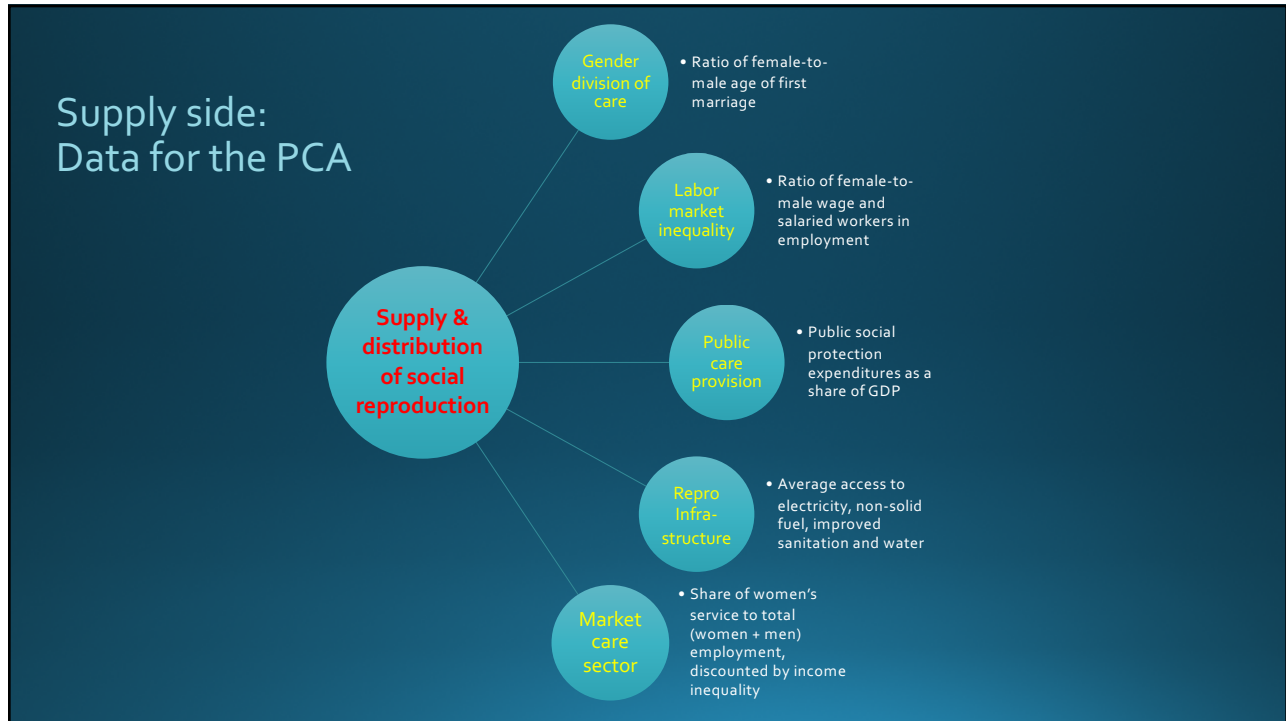 Supply side:
Data for the PCA
Gender
division of
care
• Ratio of female-to-
male age of first
marriage
Labor
market
inequality
• Ratio of female-to-
male wage and
salaried workers in
employment
Supply &
distribution
of social
reproduction
Public
care
provision
• Public social
protection
expenditures as a
share of GDP
Repro
Infra-
structure
• Average access to
electricity, non-solid
fuel, improved
sanitation and water
Market
care
sector
• Share of women’s
service to total
(women + men)
employment,
discounted by income
inequality